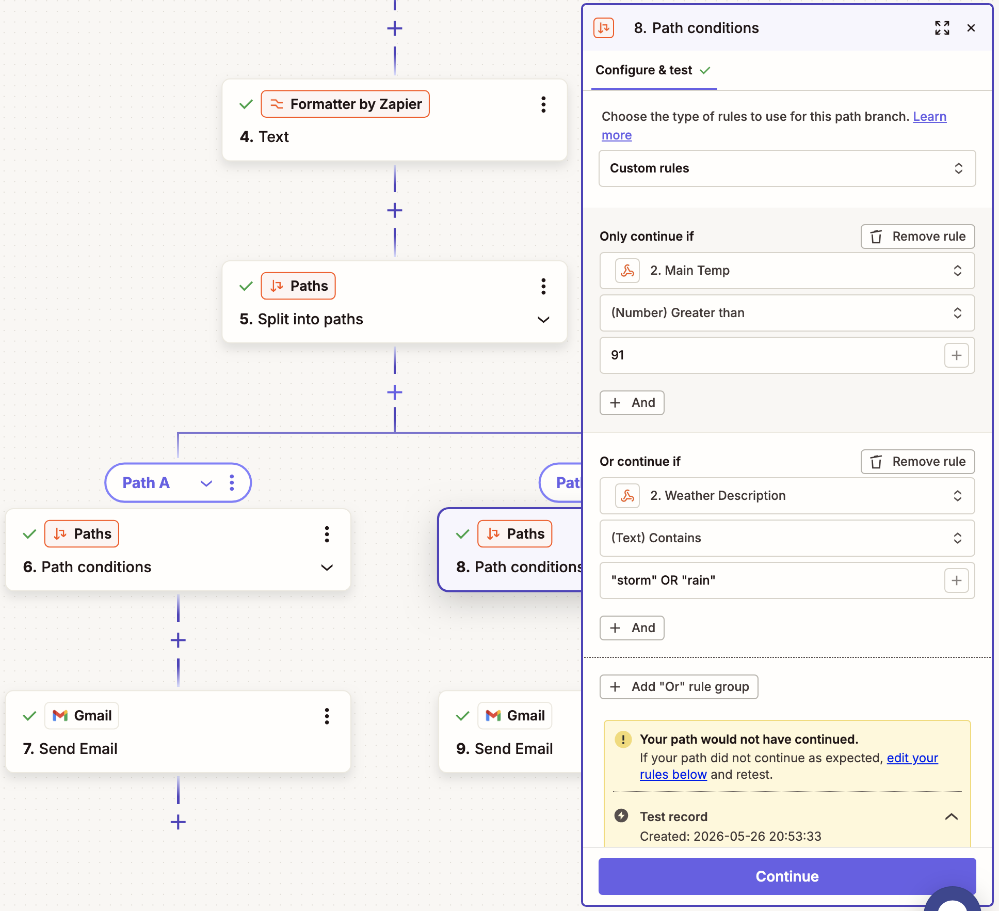 Formatter by Zapier
4. Text
Paths
5. Split into paths
Path A
Paths
6. Path conditions
Gmail
7. Send Email
Paths
8. Path conditions
Gmail
9. Send Email
8. Path conditions
Configure & test
Choose the type of rules to use for this path branch. Learn
more
Custom rules
Only continue if
Remove rule
2. Main Temp
(Number) Greater than
91
And
Or continue if
Remove rule
2. Weather Description
(Text) Contains
"storm" OR "rain"
And
Add "Or" rule group
Your path would not have continued.
If your path did not continue as expected, edit your
rules below and retest.
Test record
Created: 2026-05-26 20:53:33
Continue